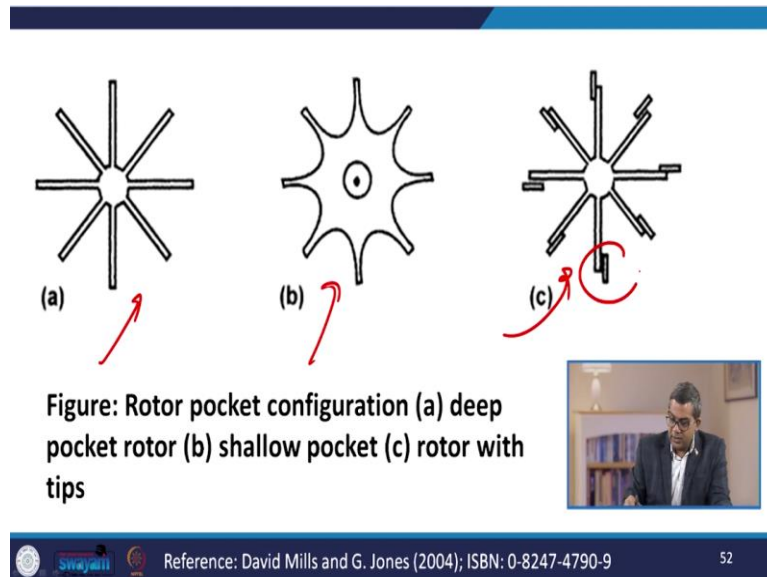 (a)
(b)
(c)
Figure: Rotor pocket configuration (a) deep
pocket rotor (b) shallow pocket (c) rotor with
tips
swayam
Reference: David Mills and G. Jones (2004); ISBN: 0-8247-4790-9
52